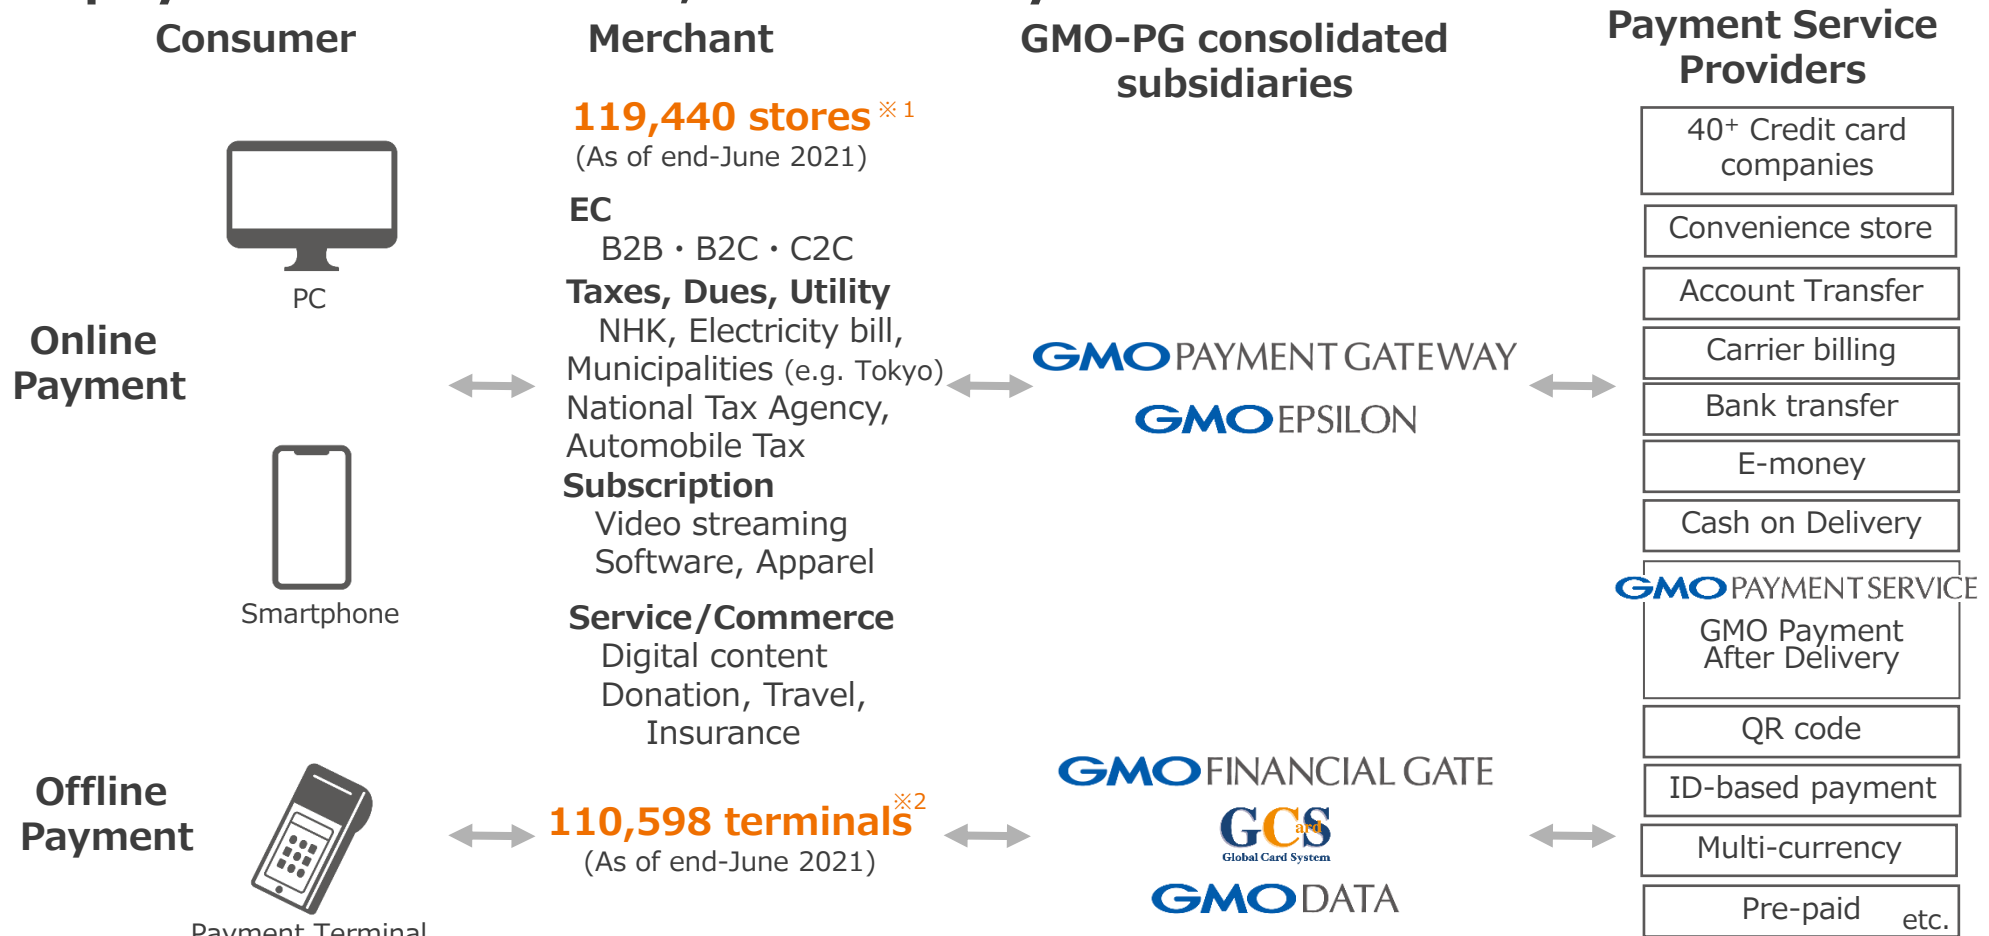 Consumer
Merchant
GMO-PG consolidated
subsidiaries
Payment Service
Providers
Online
Payment
PC
Smartphone
119,440 stores ※1
(As of end-June 2021)
EC
B2B・B2C・C2C
Taxes, Dues, Utility
NHK, Electricity bill,
Municipalities (e.g. Tokyo)
National Tax Agency,
Automobile Tax
Subscription
Video streaming
Software, Apparel
Service/Commerce
Digital content
Donation, Travel,
Insurance
GMO PAYMENT GATEWAY
GMO EPSILON
40+ Credit card
companies
Convenience store
Account Transfer
Carrier billing
Bank transfer
E-money
Cash on Delivery
GMO PAYMENT SERVICE
GMO Payment
After Delivery
QR code
ID-based payment
Multi-currency
Pre-paid etc.
Offline
Payment
Payment Terminal
110,598 terminals※2
(As of end-June 2021)
GMO FINANCIAL GATE
GCardS
Global Card System
GMO DATA